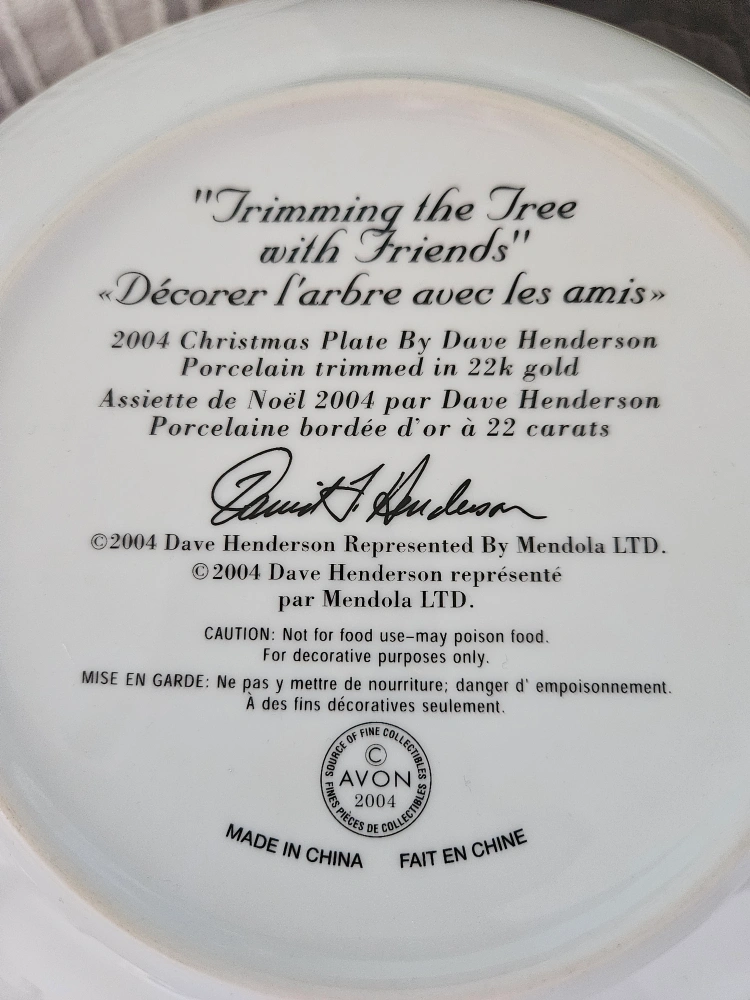 "Trimming the Tree
with Friends"
«Décorer l'arbre avec les amis»
2004 Christmas Plate By Dave Henderson
Porcelain trimmed in 22k gold
Assiette de Noël 2004 par Dave Henderson
Porcelaine bordée d'or à 22 carats
David J. Henderson
©2004 Dave Henderson Represented By Mendola LTD.
©2004 Dave Henderson représenté
par Mendola LTD.
CAUTION: Not for food use–may poison food.
For decorative purposes only.
MISE EN GARDE: Ne pas y mettre de nourriture; danger d' empoisonnement.
À des fins décoratives seulement.
SOURCE OF FINE COLLECTIBLES
©
AVON
2004
FINES PIÈCES DE COLLECTIBLES
MADE IN CHINA FAIT EN CHINE